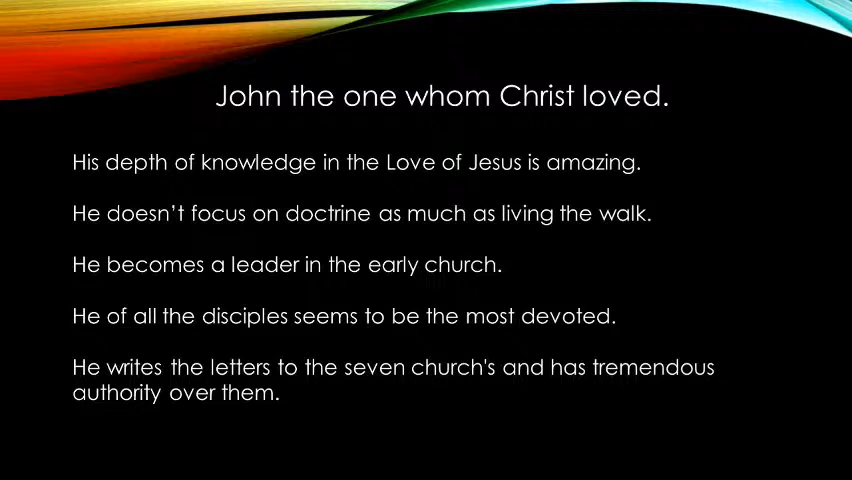 John the one whom Christ loved.
His depth of knowledge in the Love of Jesus is amazing.
He doesn’t focus on doctrine as much as living the walk.
He becomes a leader in the early church.
He of all the disciples seems to be the most devoted.
He writes the letters to the seven church's and has tremendous
authority over them.